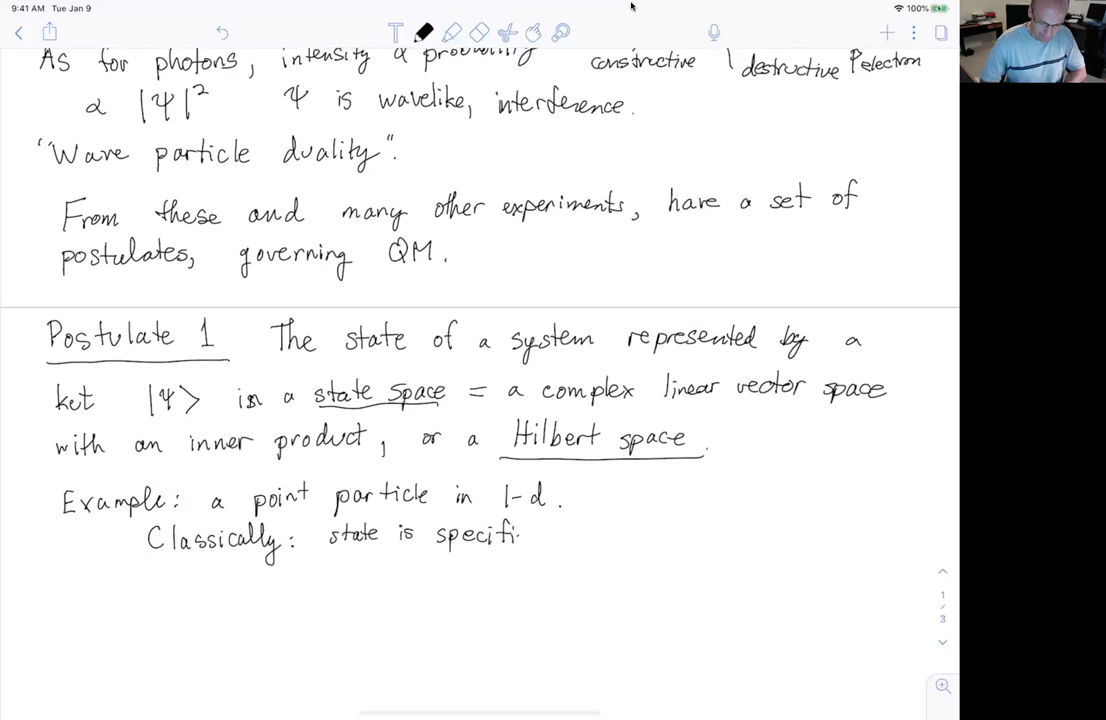 9:41 AM Tue Jan 9
100%
As for photons, intensity α probability constructive | destructive Pelectron
α |Ψ|² Ψ is wavelike, interference.
"Wave particle duality".
From these and many other experiments, have a set of
postulates, governing QM.
Postulate 1 The state of a system represented by a
ket |Ψ> in a state space = a complex linear vector space
with an inner product, or a Hilbert space.
Example: a point particle in 1-d.
Classically: state is specifi
1
/
3